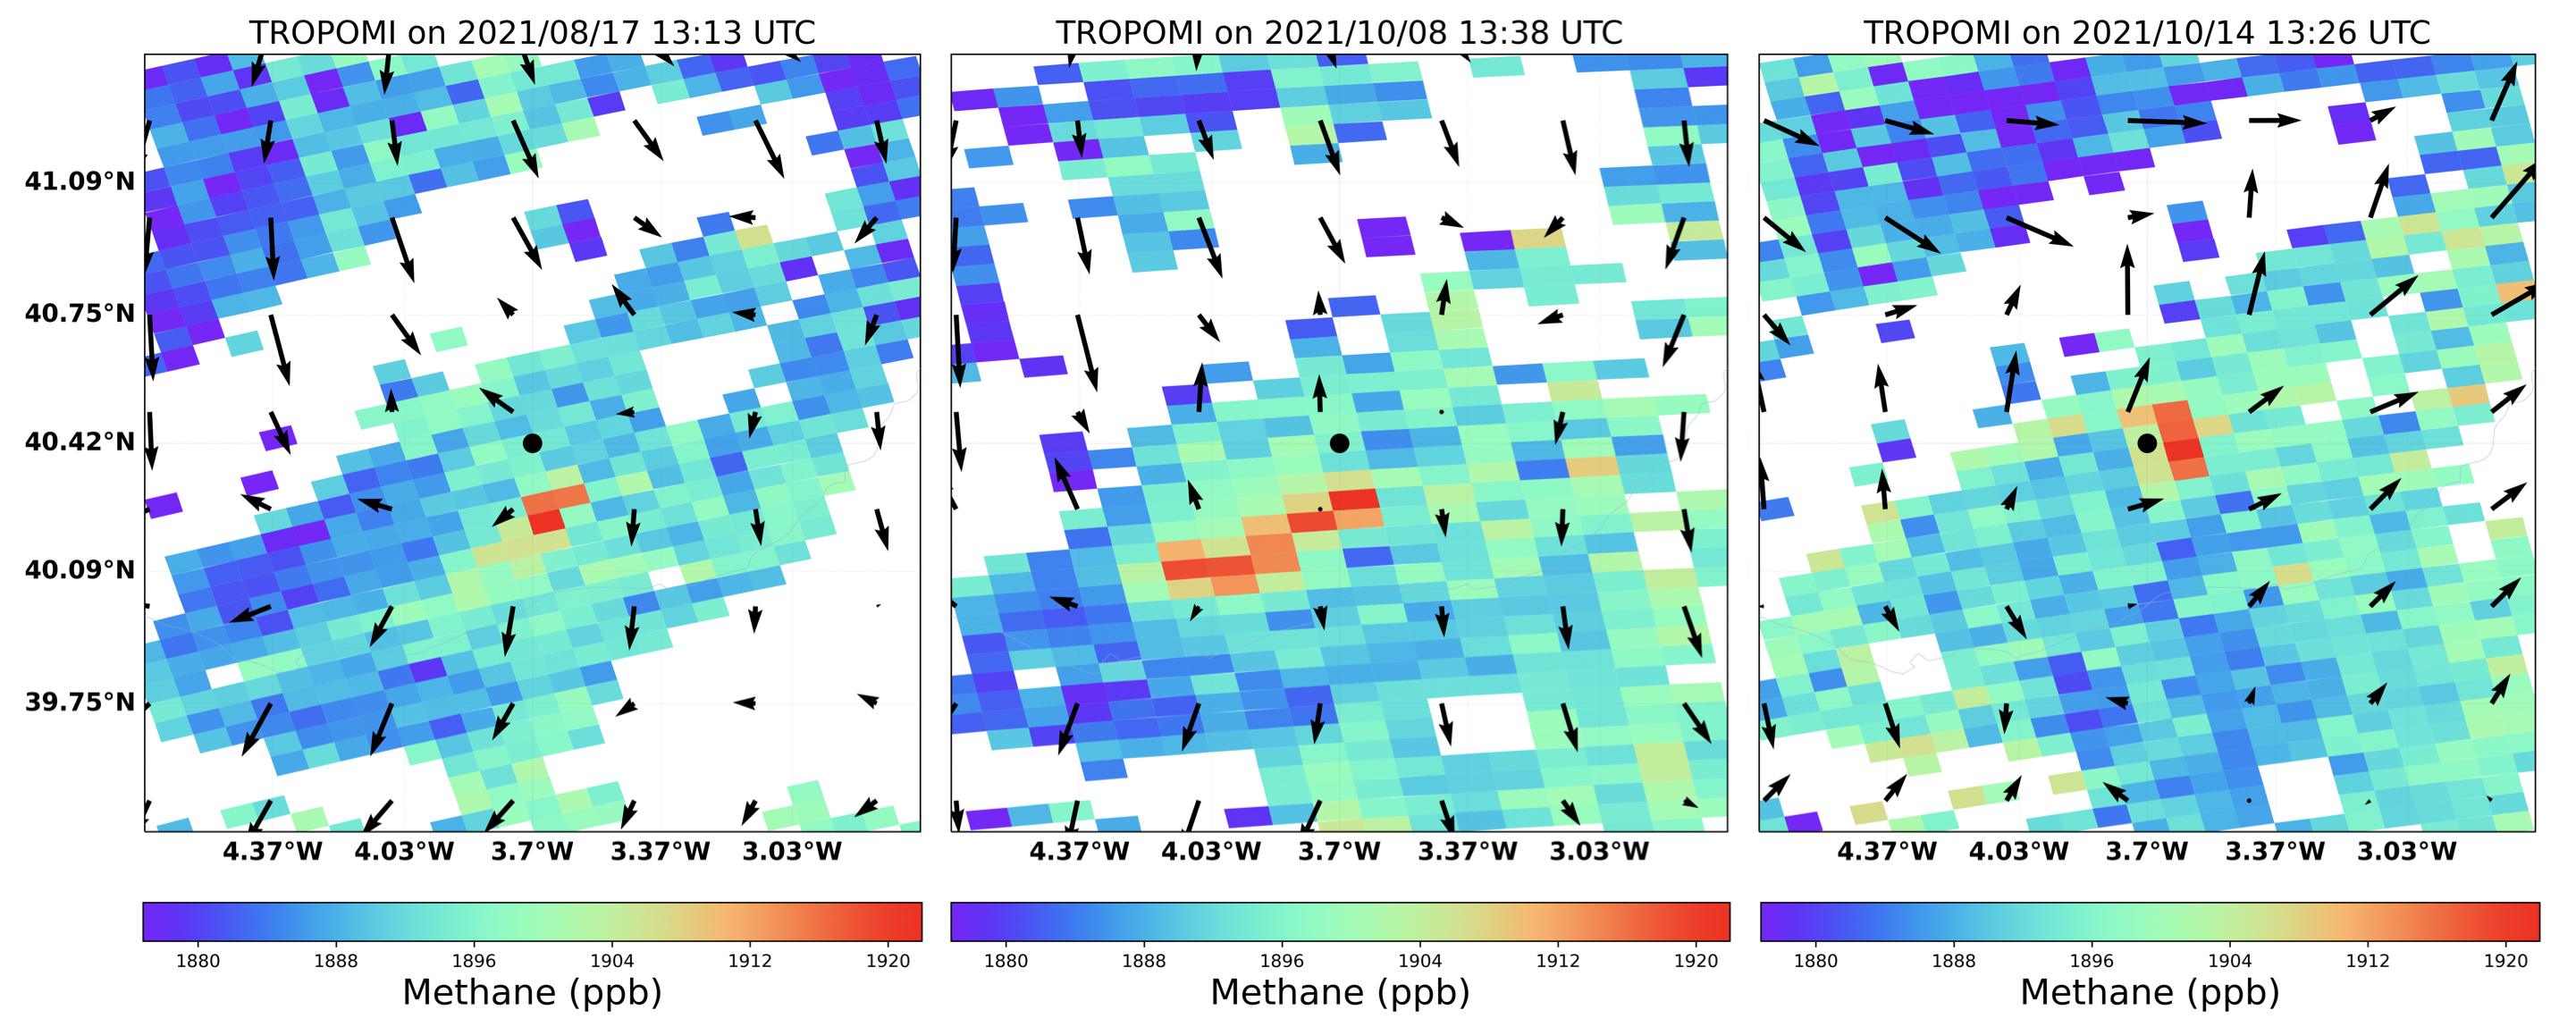 TROPOMI on 2021/08/17 13:13 UTC
TROPOMI on 2021/10/08 13:38 UTC
TROPOMI on 2021/10/14 13:26 UTC
41.09°N
40.75°N
40.42°N
40.09°N
39.75°N
4.37°W 4.03°W 3.7°W 3.37°W 3.03°W
4.37°W 4.03°W 3.7°W 3.37°W 3.03°W
4.37°W 4.03°W 3.7°W 3.37°W 3.03°W
1880 1888 1896 1904 1912 1920
1880 1888 1896 1904 1912 1920
1880 1888 1896 1904 1912 1920
Methane (ppb)
Methane (ppb)
Methane (ppb)